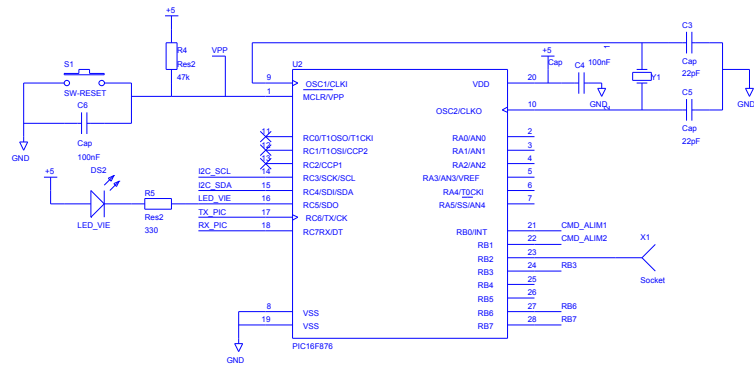 +5
R4
Res2
47k
VPP
S1
SW-RESET
C6
Cap
100nF
GND
DS2
+5
LED_VIE
R5
Res2
330
U2
9 OSC1/CLKI
1 MCLR/VPP
11 RC0/T1OSO/T1CKI
12 RC1/T1OSI/CCP2
13 RC2/CCP1
I2C_SCL 14 RC3/SCK/SCL
I2C_SDA 15 RC4/SDI/SDA
LED_VIE 16 RC5/SDO
TX_PIC 17 RC6/TX/CK
RX_PIC 18 RC7RX/DT
8 VSS
19 VSS
GND
PIC16F876
VDD 20
OSC2/CLKO 10
RA0/AN0 2
RA1/AN1 3
RA2/AN2 4
RA3/AN3/VREF 5
RA4/T0CKI 6
RA5/SS/AN4 7
RB0/INT 21 CMD_ALIM1
RB1 22 CMD_ALIM2
RB2 23
RB3 24 RB3
RB4 25
RB5 26
RB6 27 RB6
RB7 28 RB7
+5
Cap
C4
100nF
GND
1
2
Y1
C3
Cap
22pF
C5
Cap
22pF
GND
X1
Socket